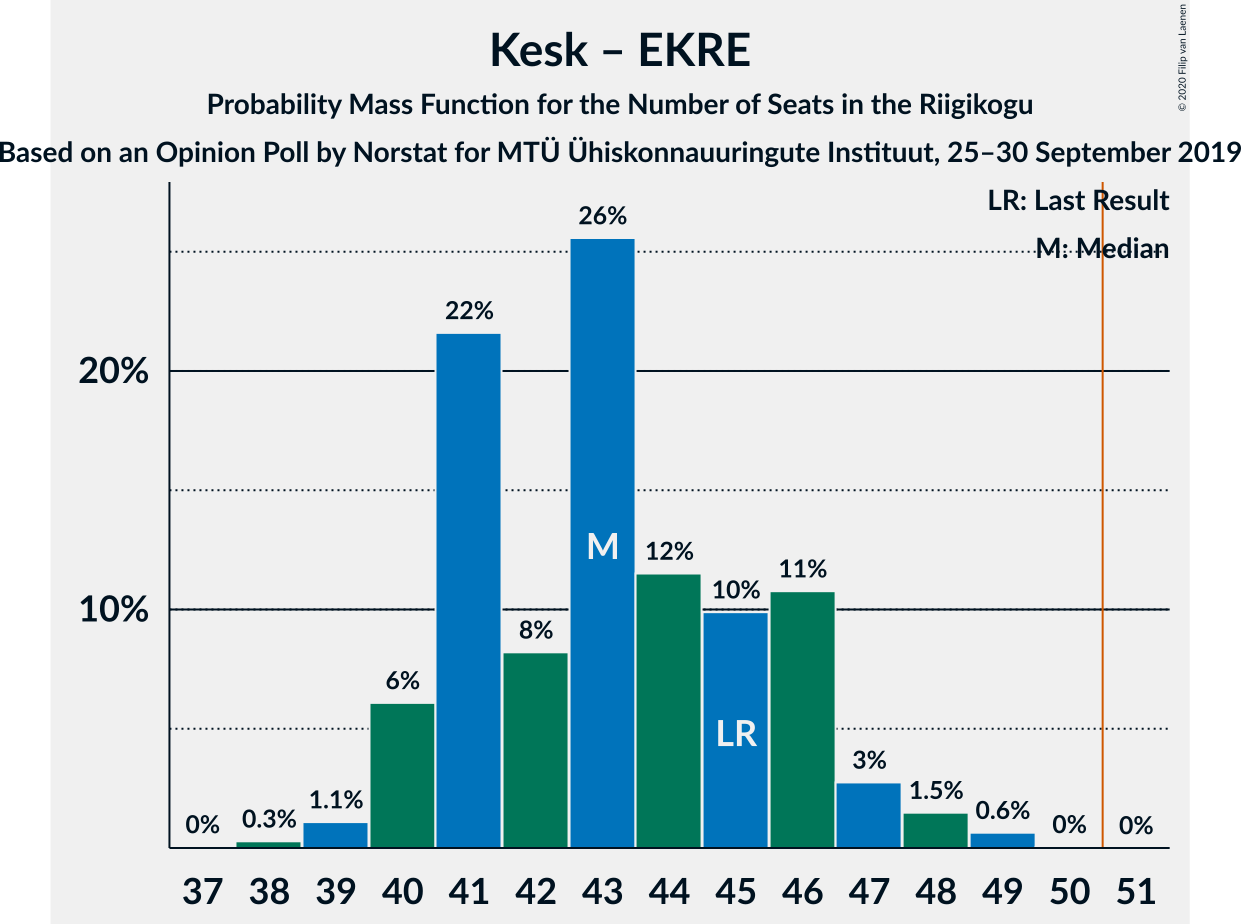 Kesk – EKRE
© 2020 Filip van Laenen
Probability Mass Function for the Number of Seats in the Riigikogu
Based on an Opinion Poll by Norstat for MTÜ Ühiskonnauuringute Instituut, 25–30 September 2019
LR: Last Result
M: Median
20%
10%
0%
0.3%
1.1%
6%
22%
8%
26%
12%
10%
11%
3%
1.5%
0.6%
0%
0%
M
LR
37 38 39 40 41 42 43 44 45 46 47 48 49 50 51